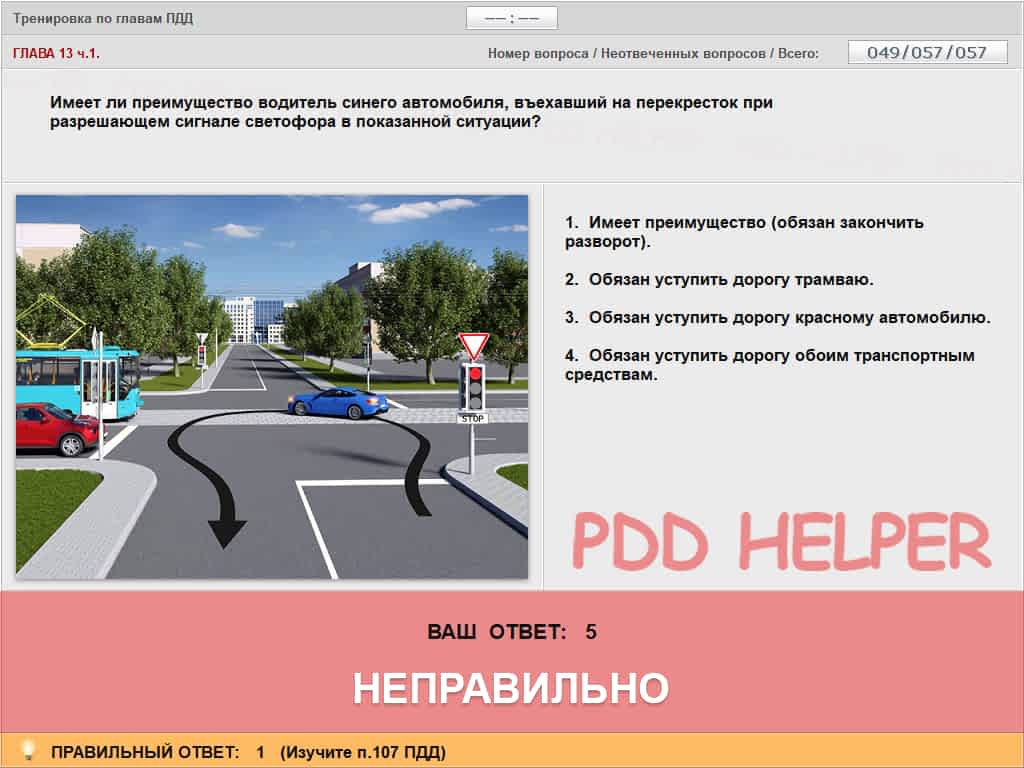 Тренировка по главам ПДД
–– : ––
ГЛАВА 13 ч.1.
Номер вопроса / Неотвеченных вопросов / Всего:
049/057/057
Имеет ли преимущество водитель синего автомобиля, въехавший на перекресток при
разрешающем сигнале светофора в показанной ситуации?
1. Имеет преимущество (обязан закончить
разворот).
2. Обязан уступить дорогу трамваю.
3. Обязан уступить дорогу красному автомобилю.
4. Обязан уступить дорогу обоим транспортным
средствам.
STOP
PDD HELPER
ВАШ ОТВЕТ: 5
НЕПРАВИЛЬНО
ПРАВИЛЬНЫЙ ОТВЕТ: 1 (Изучите п.107 ПДД)